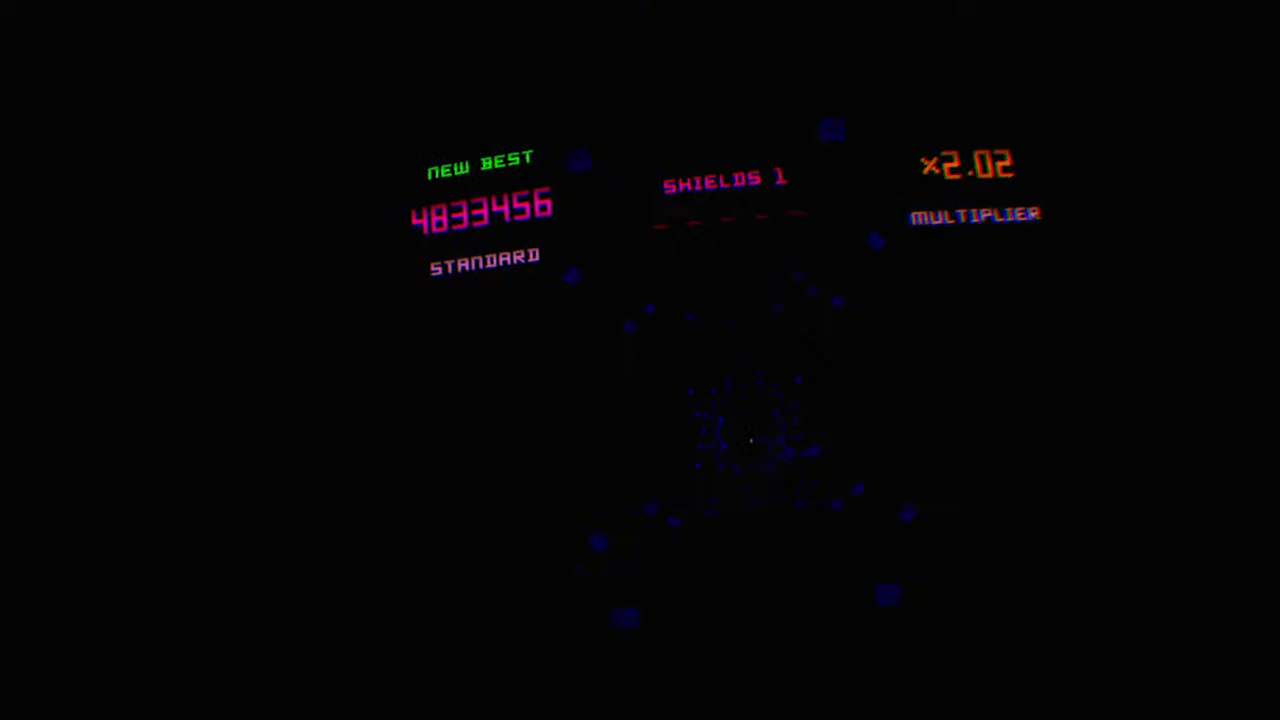 NEW BEST
4833456
STANDARD
SHIELDS 1
×2.02
MULTIPLIER